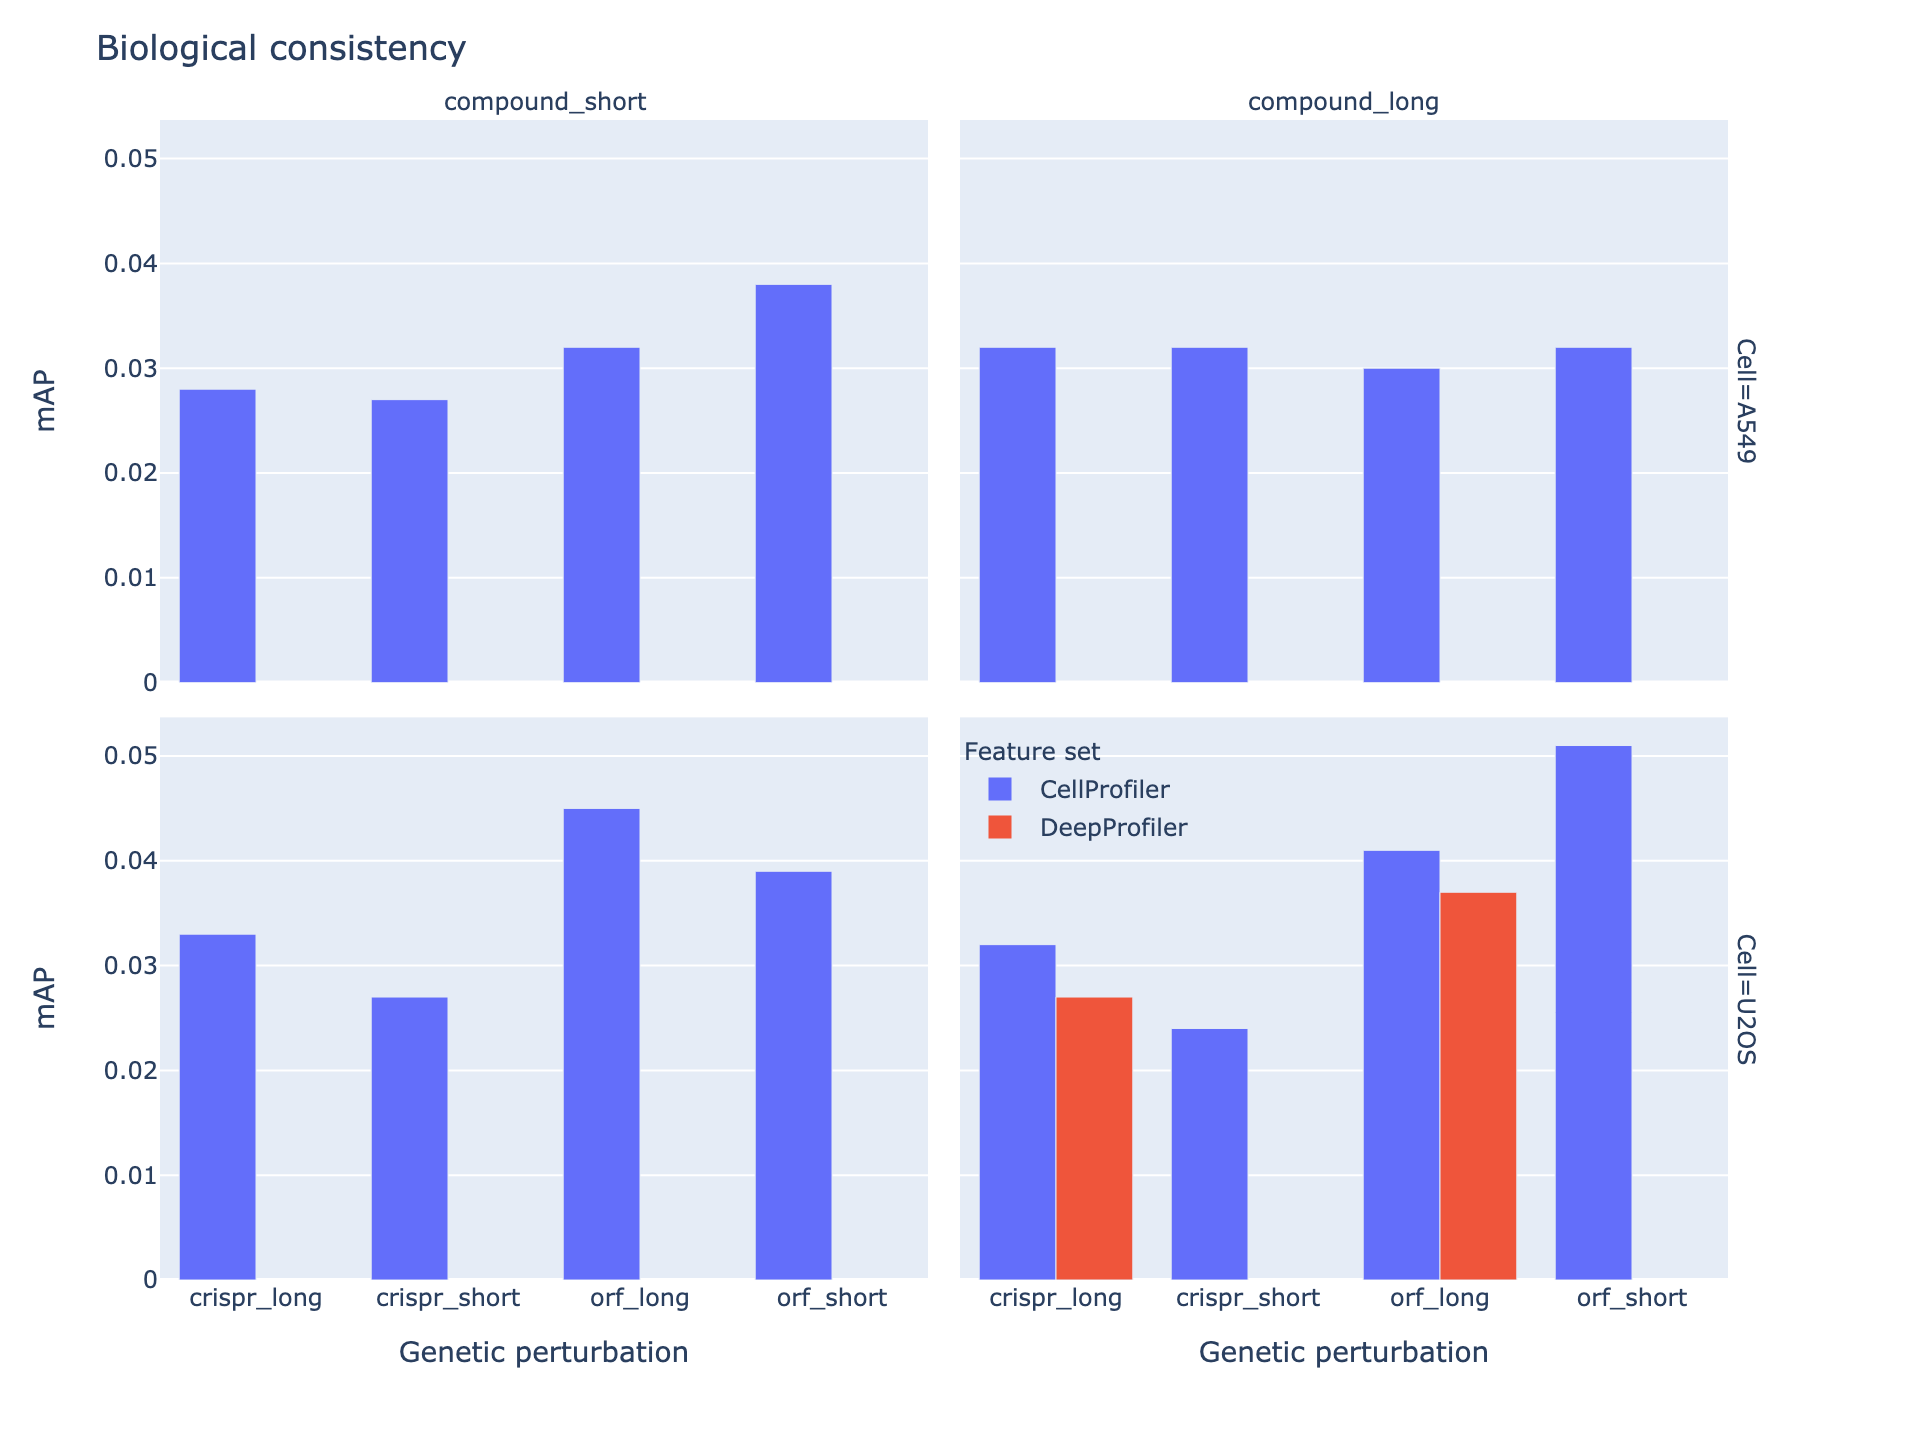 Biological consistency
compound_short
compound_long
0.05
0.04
0.03
0.02
0.01
0
mAP
Cell=A549
0.05
0.04
0.03
0.02
0.01
0
mAP
Feature set
CellProfiler
DeepProfiler
Cell=U2OS
crispr_long crispr_short orf_long orf_short
crispr_long crispr_short orf_long orf_short
Genetic perturbation
Genetic perturbation